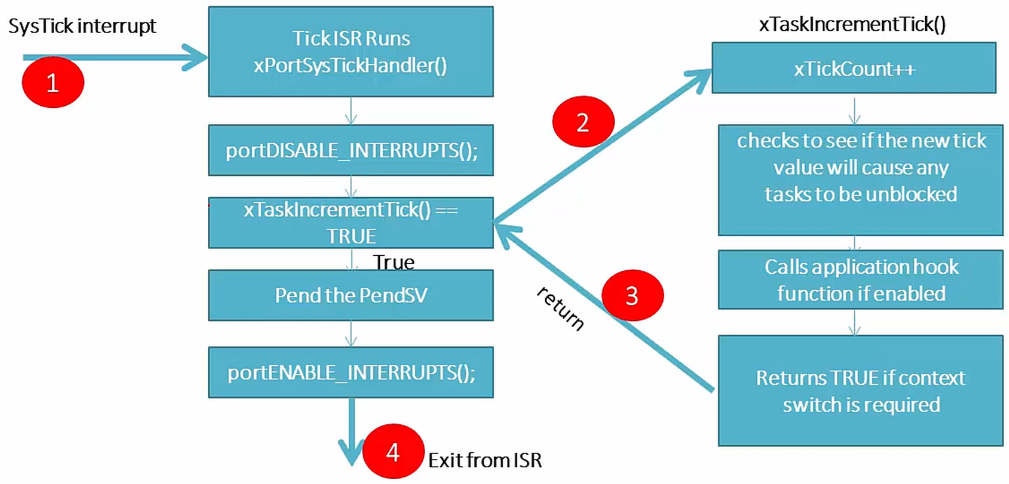 SysTick interrupt
1
Tick ISR Runs
xPortSysTickHandler()
portDISABLE_INTERRUPTS();
xTaskIncrementTick() ==
TRUE
True
Pend the PendSV
portENABLE_INTERRUPTS();
4
Exit from ISR
2
xTaskIncrementTick()
xTickCount++
checks to see if the new tick
value will cause any
tasks to be unblocked
Calls application hook
function if enabled
Returns TRUE if context
switch is required
3
return